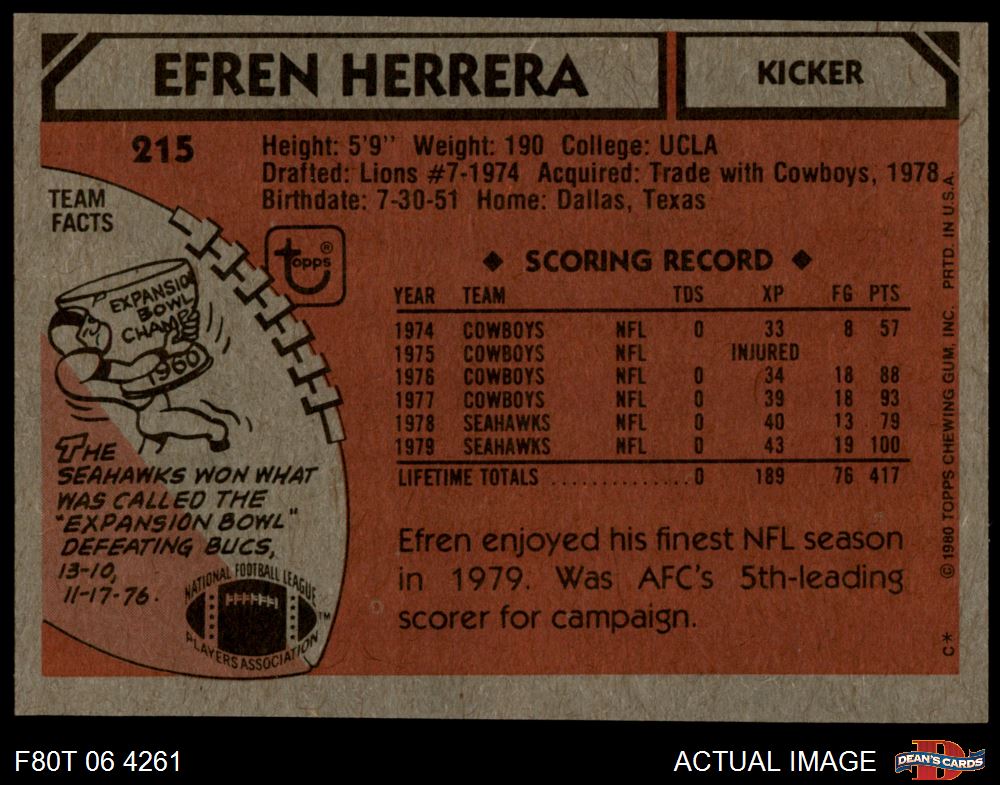 EFREN HERRERA
KICKER
215
Height: 5'9" Weight: 190 College: UCLA
Drafted: Lions #7-1974 Acquired: Trade with Cowboys, 1978
Birthdate: 7-30-51 Home: Dallas, Texas
TEAM
FACTS
topps®
EXPANSION
BOWL
CHAMP
1960
THE
SEAHAWKS WON WHAT
WAS CALLED THE
"EXPANSION BOWL"
DEFEATING BUCS,
13-10,
11-17-76.
NATIONAL FOOTBALL LEAGUE
PLAYERS ASSOCIATION
TM
◆ SCORING RECORD ◆
YEAR TEAM TDS XP FG PTS
1974 COWBOYS NFL 0 33 8 57
1975 COWBOYS NFL INJURED
1976 COWBOYS NFL 0 34 18 88
1977 COWBOYS NFL 0 39 18 93
1978 SEAHAWKS NFL 0 40 13 79
1979 SEAHAWKS NFL 0 43 19 100
LIFETIME TOTALS ..............0 189 76 417
Efren enjoyed his finest NFL season
in 1979. Was AFC's 5th-leading
scorer for campaign.
C* © 1980 TOPPS CHEWING GUM, INC. PRTD. IN U.S.A.
F80T 06 4261
ACTUAL IMAGE
D
DEAN'S CARDS